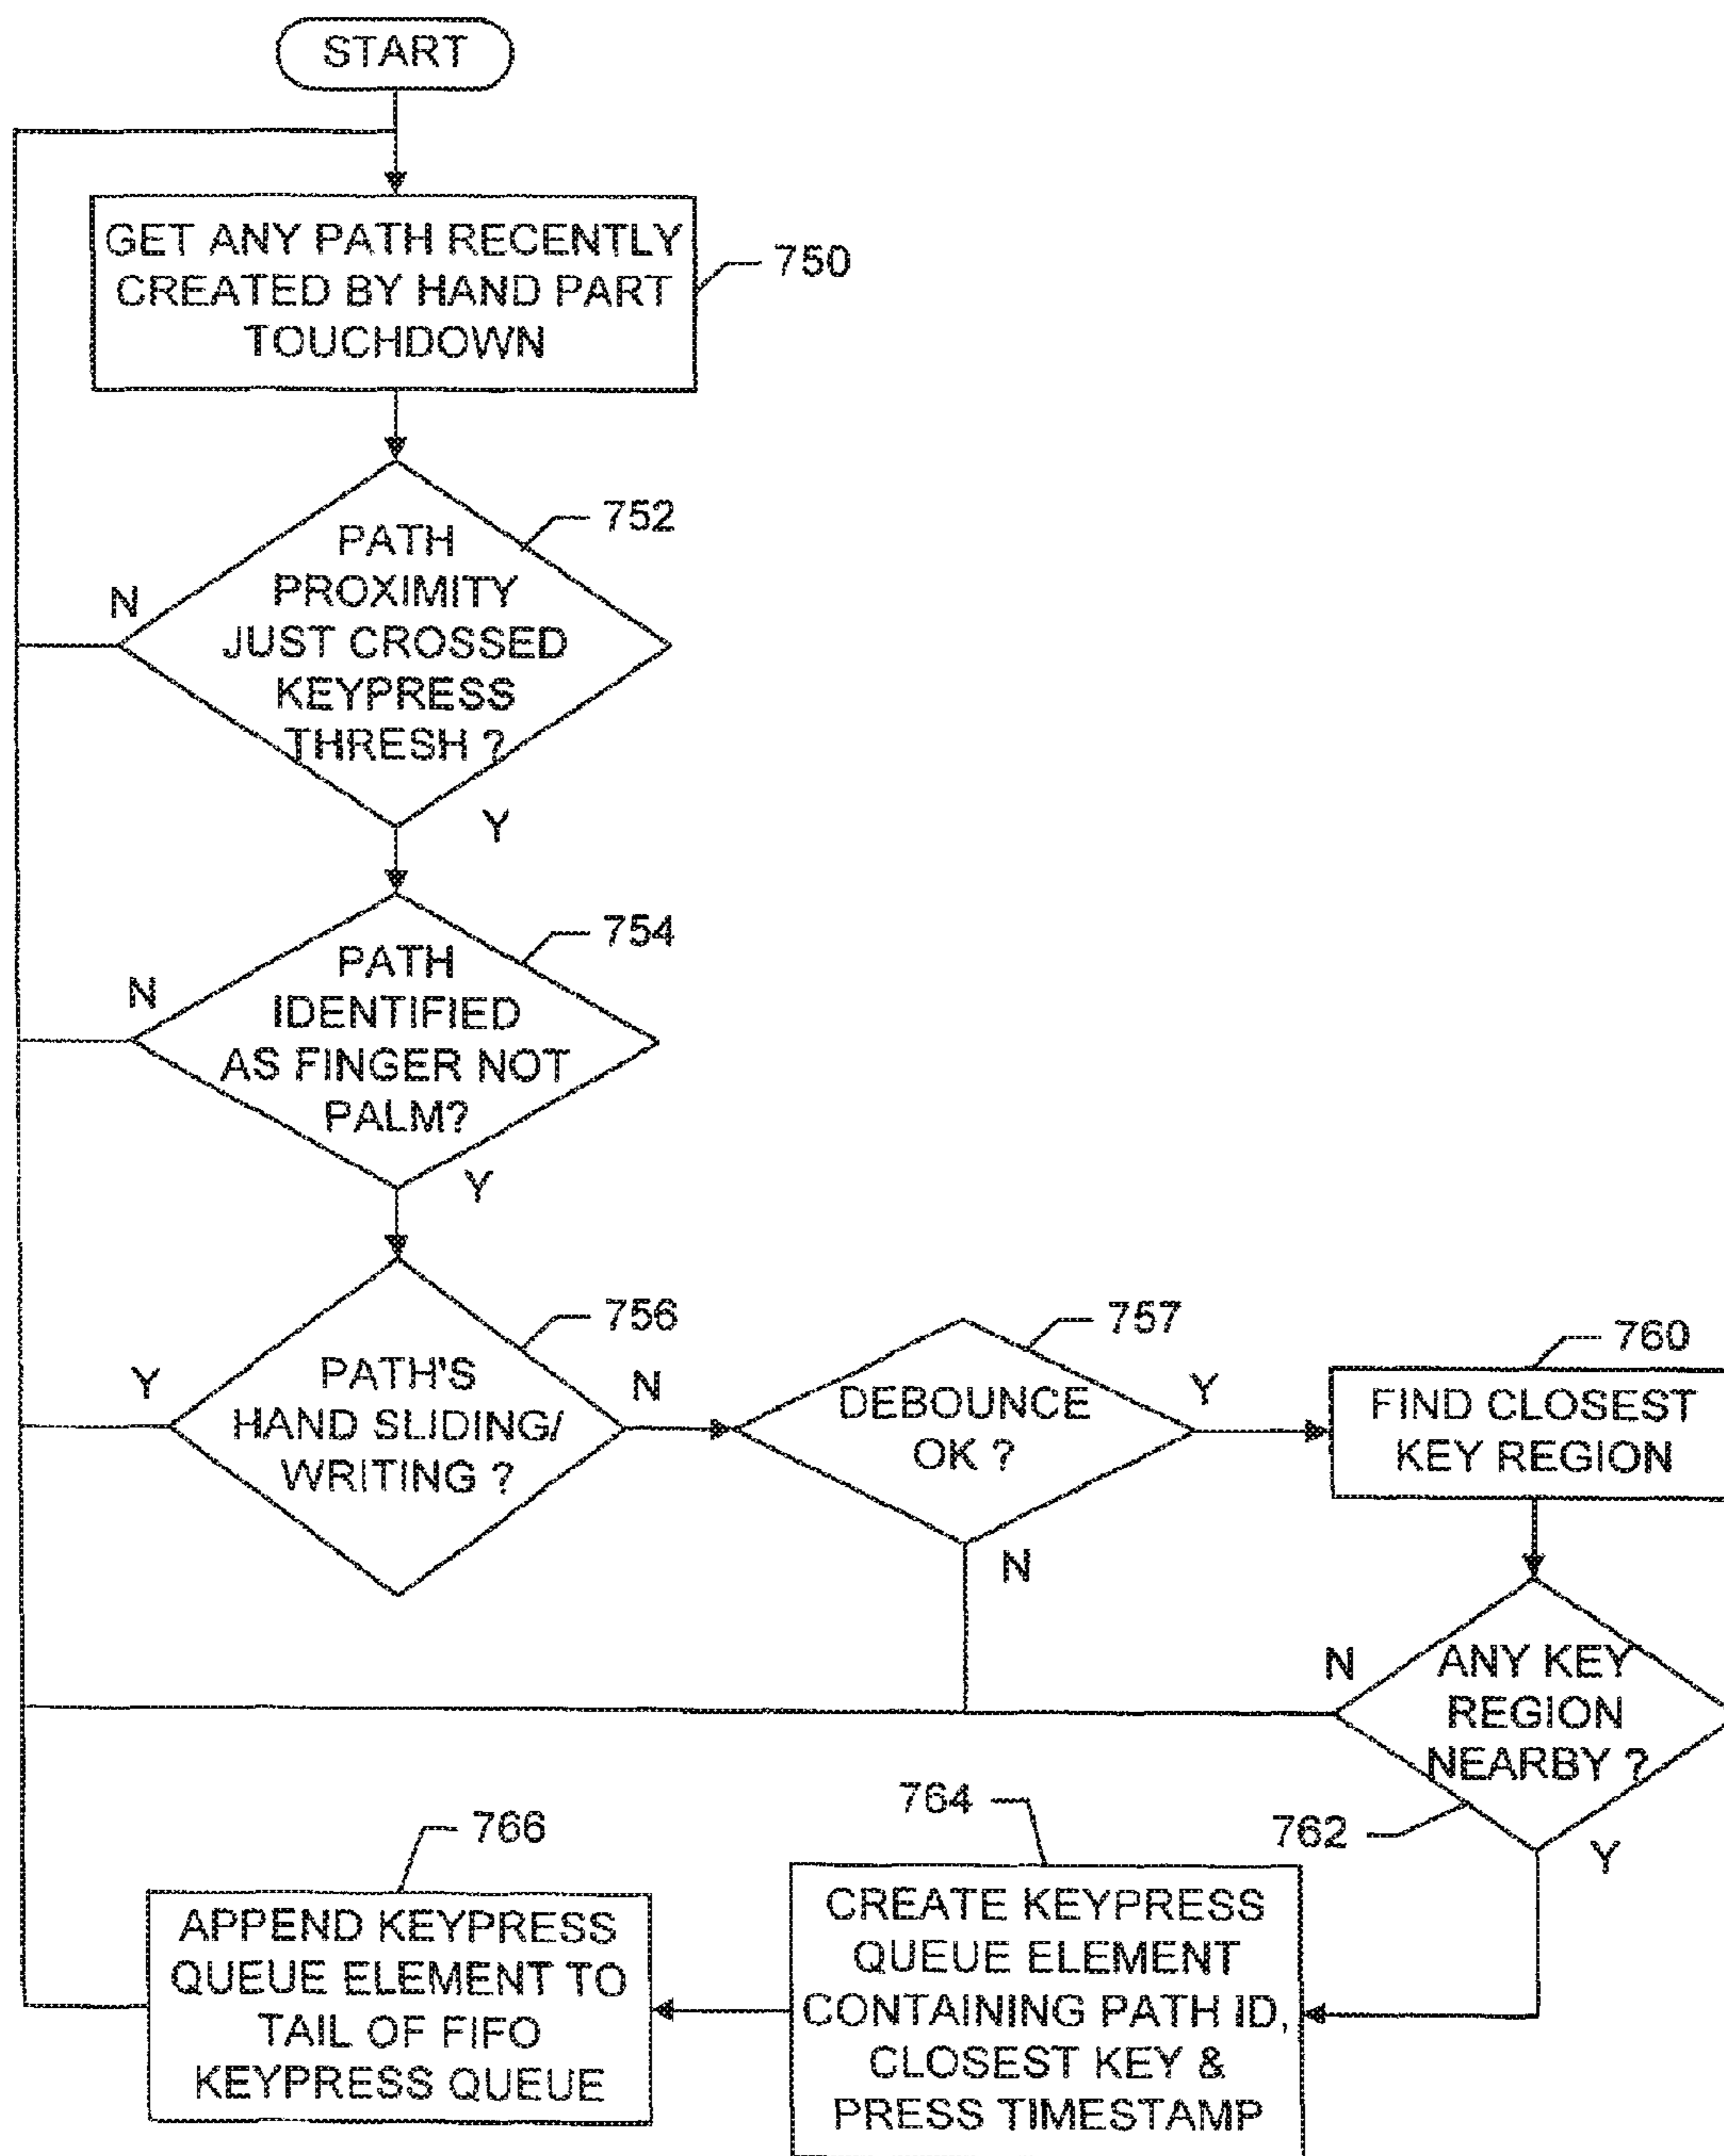 START
GET ANY PATH RECENTLY
CREATED BY HAND PART
TOUCHDOWN
750
PATH
PROXIMITY
JUST CROSSED
KEYPRESS
THRESH ?
752
N
Y
PATH
IDENTIFIED
AS FINGER NOT
PALM?
754
N
Y
PATH'S
HAND SLIDING/
WRITING ?
756
Y
N
DEBOUNCE
OK ?
757
Y
N
FIND CLOSEST
KEY REGION
760
ANY KEY
REGION
NEARBY ?
762
N
Y
CREATE KEYPRESS
QUEUE ELEMENT
CONTAINING PATH ID,
CLOSEST KEY &
PRESS TIMESTAMP
764
APPEND KEYPRESS
QUEUE ELEMENT TO
TAIL OF FIFO
KEYPRESS QUEUE
766